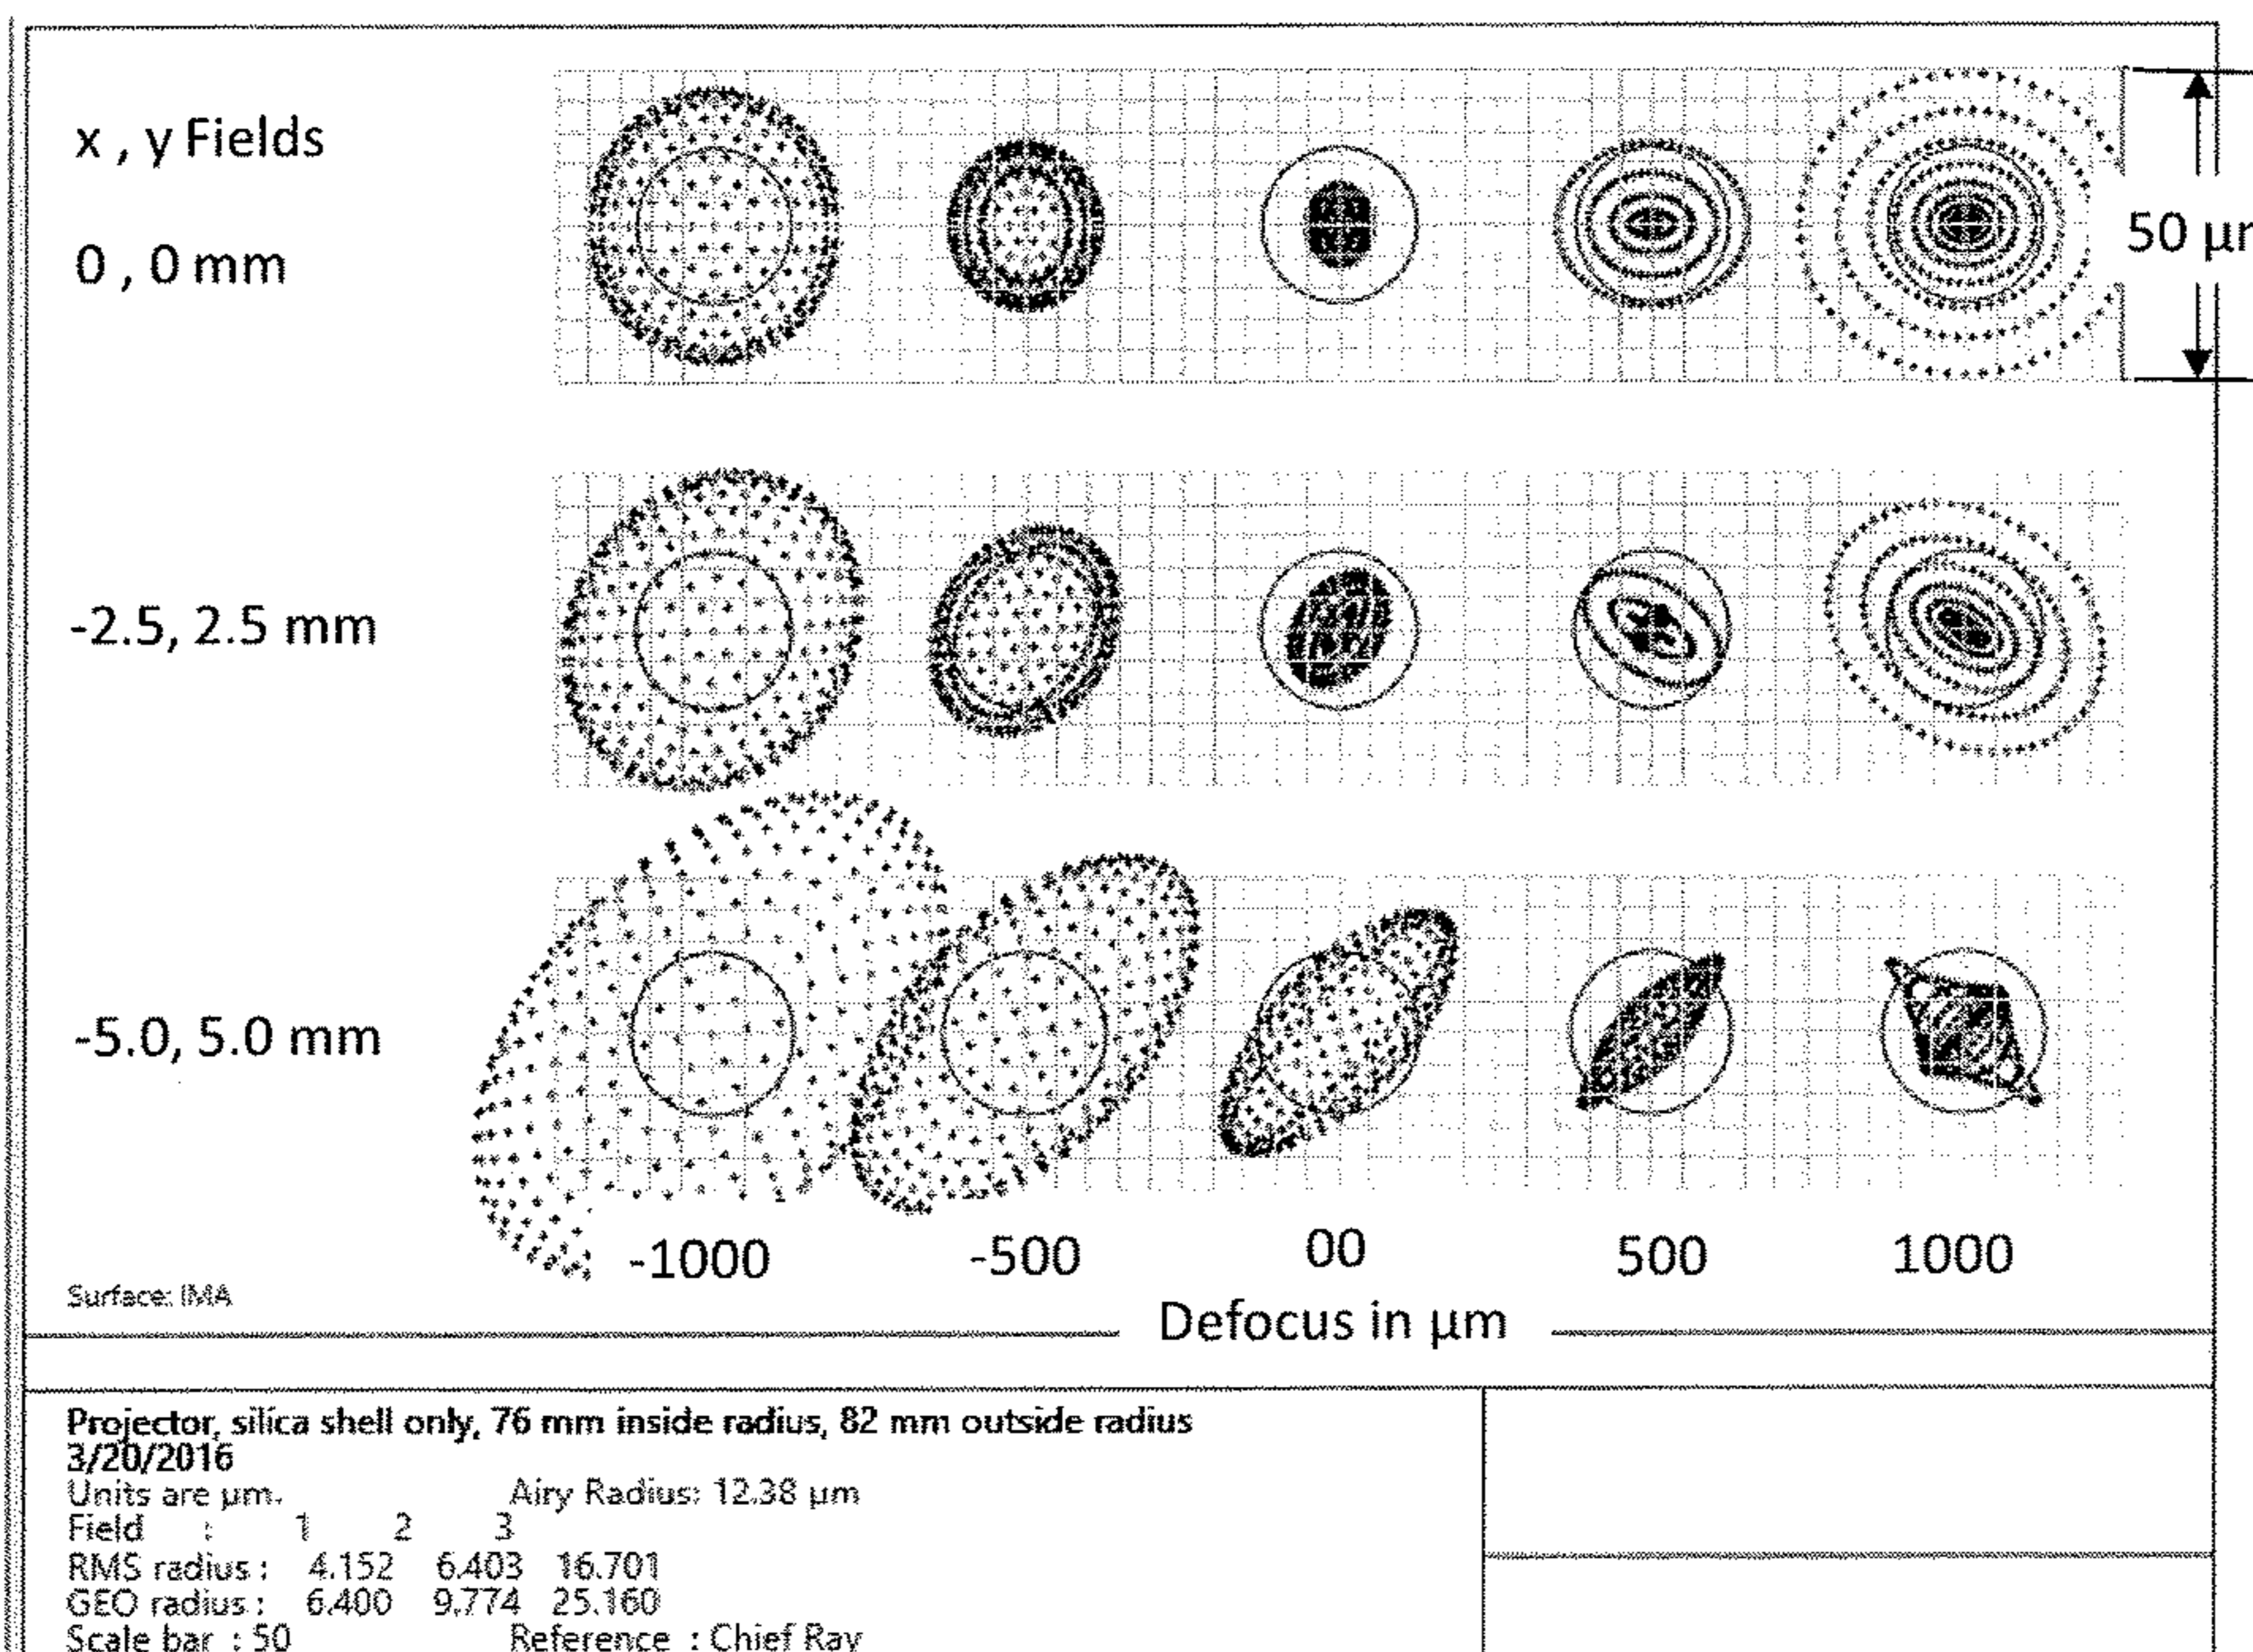 x , y Fields
0 , 0 mm
50
-2.5, 2.5 mm
-5.0, 5.0 mm
-1000 -500 00 500 1000
Surface: IMA
Defocus in µm
Projector, silica shell only, 76 mm inside radius, 82 mm outside radius
3/20/2016
Units are µm. Airy Radius: 12.38 µm
Field : 1 2 3
RMS radius : 4.152 6.403 16.701
GEO radius : 6.400 9.774 25.160
Scale bar : 50 Reference : Chief Ray